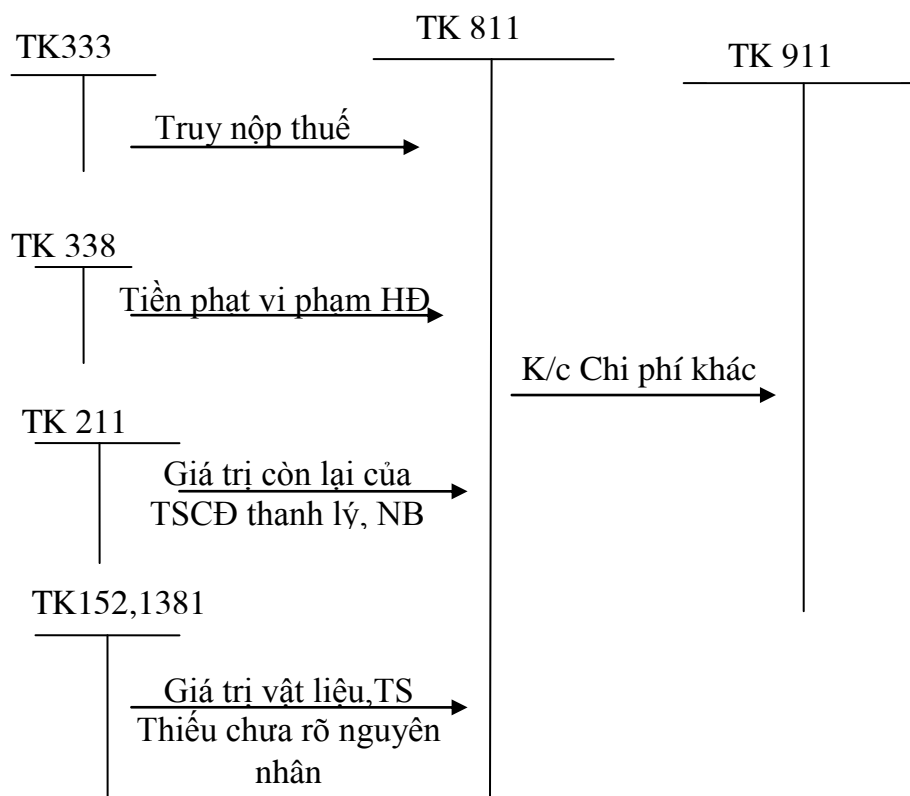 TK333
TK 811
TK 911
Truy nộp thuế
TK 338
Tiền phạt vi phạm HĐ
K/c Chi phí khác
TK 211
Giá trị còn lại của
TSCĐ thanh lý, NB
TK152,1381
Giá trị vật liệu,TS
Thiếu chưa rõ nguyên
nhân